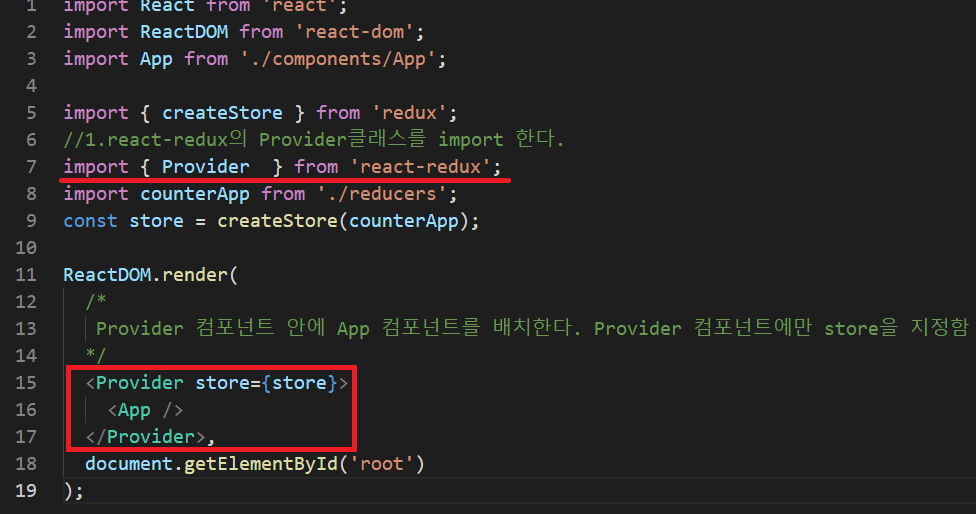 1 import React from 'react';
2 import ReactDOM from 'react-dom';
3 import App from './components/App';
4
5 import { createStore } from 'redux';
6 //1.react-redux의 Provider클래스를 import 한다.
7 import { Provider  } from 'react-redux';
8 import counterApp from './reducers';
9 const store = createStore(counterApp);
10
11 ReactDOM.render(
12   /*
13    Provider 컴포넌트 안에 App 컴포넌트를 배치한다. Provider 컴포넌트에만 store을 지정함
14   */
15   <Provider store={store}>
16     <App />
17   </Provider>,
18   document.getElementById('root')
19 );